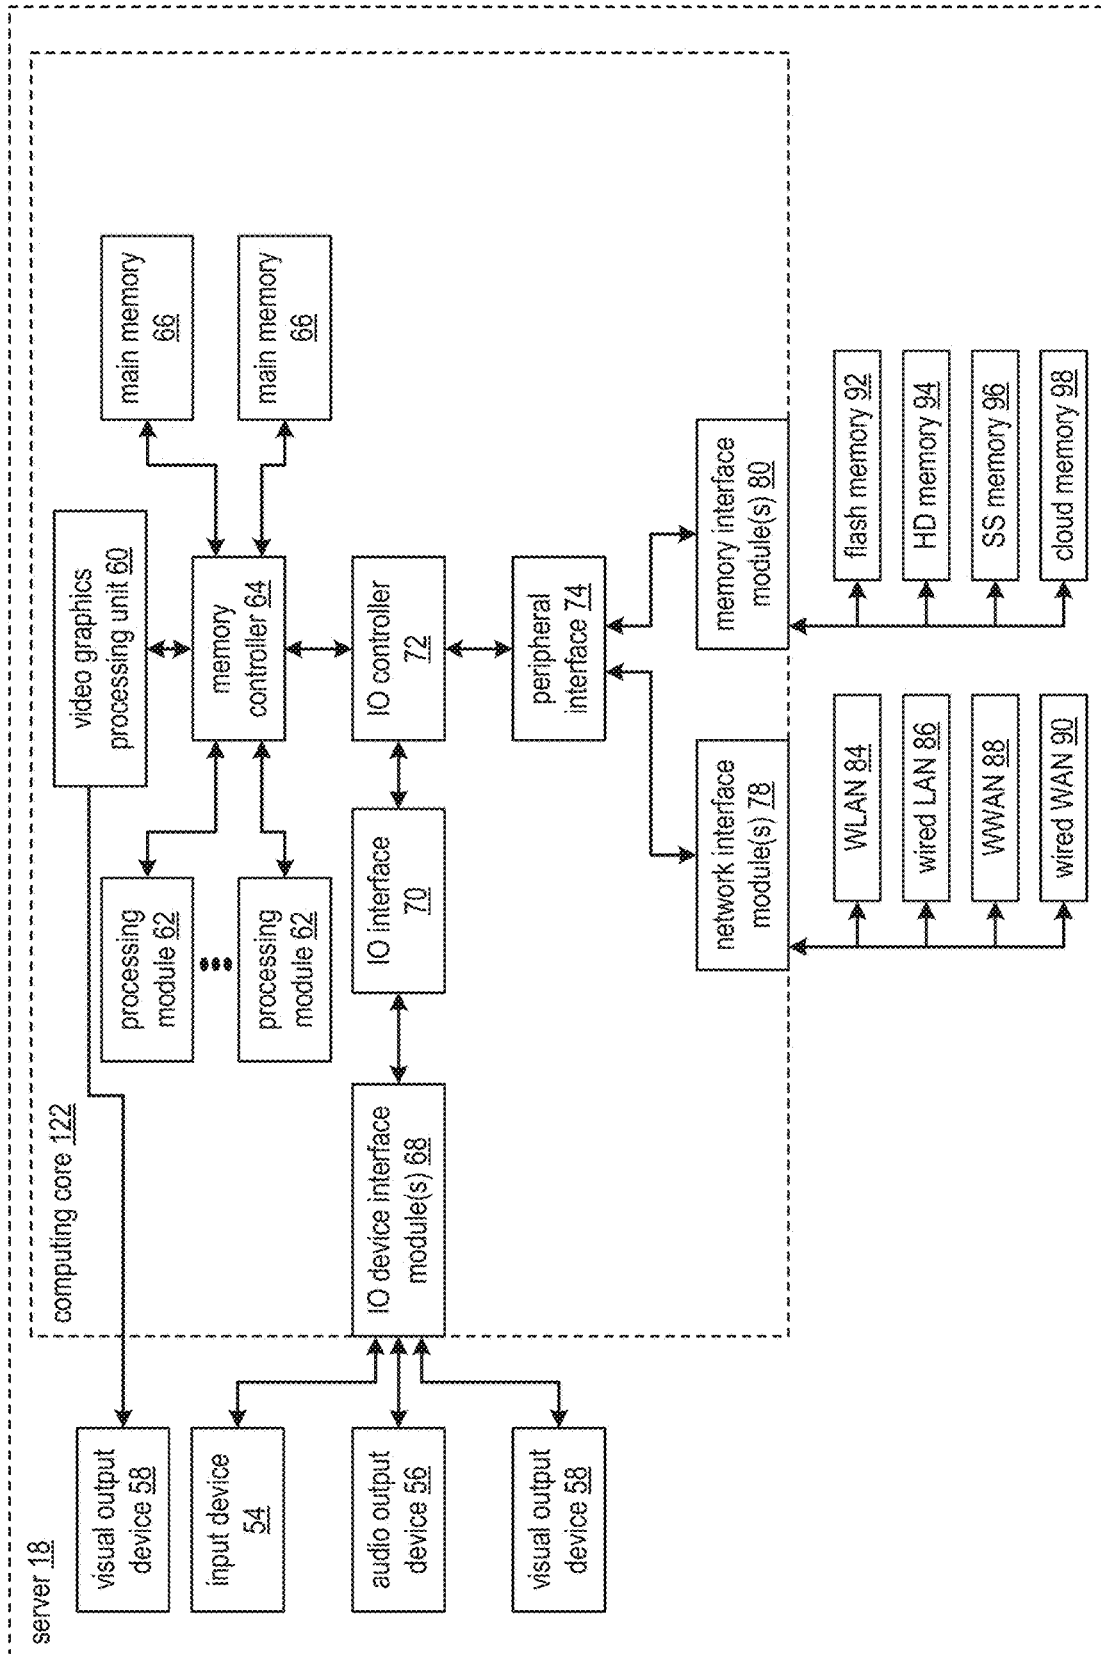 server 18
computing core 122
visual output
device 58
input device
54
audio output
device 56
visual output
device 58
video graphics
processing unit 60
processing
module 62
processing
module 62
memory
controller 64
main memory
66
main memory
66
IO device interface
module(s) 68
IO interface
70
IO controller
72
peripheral
interface 74
network interface
module(s) 78
memory interface
module(s) 80
WLAN 84
wired LAN 86
WWAN 88
wired WAN 90
flash memory 92
HD memory 94
SS memory 96
cloud memory 98